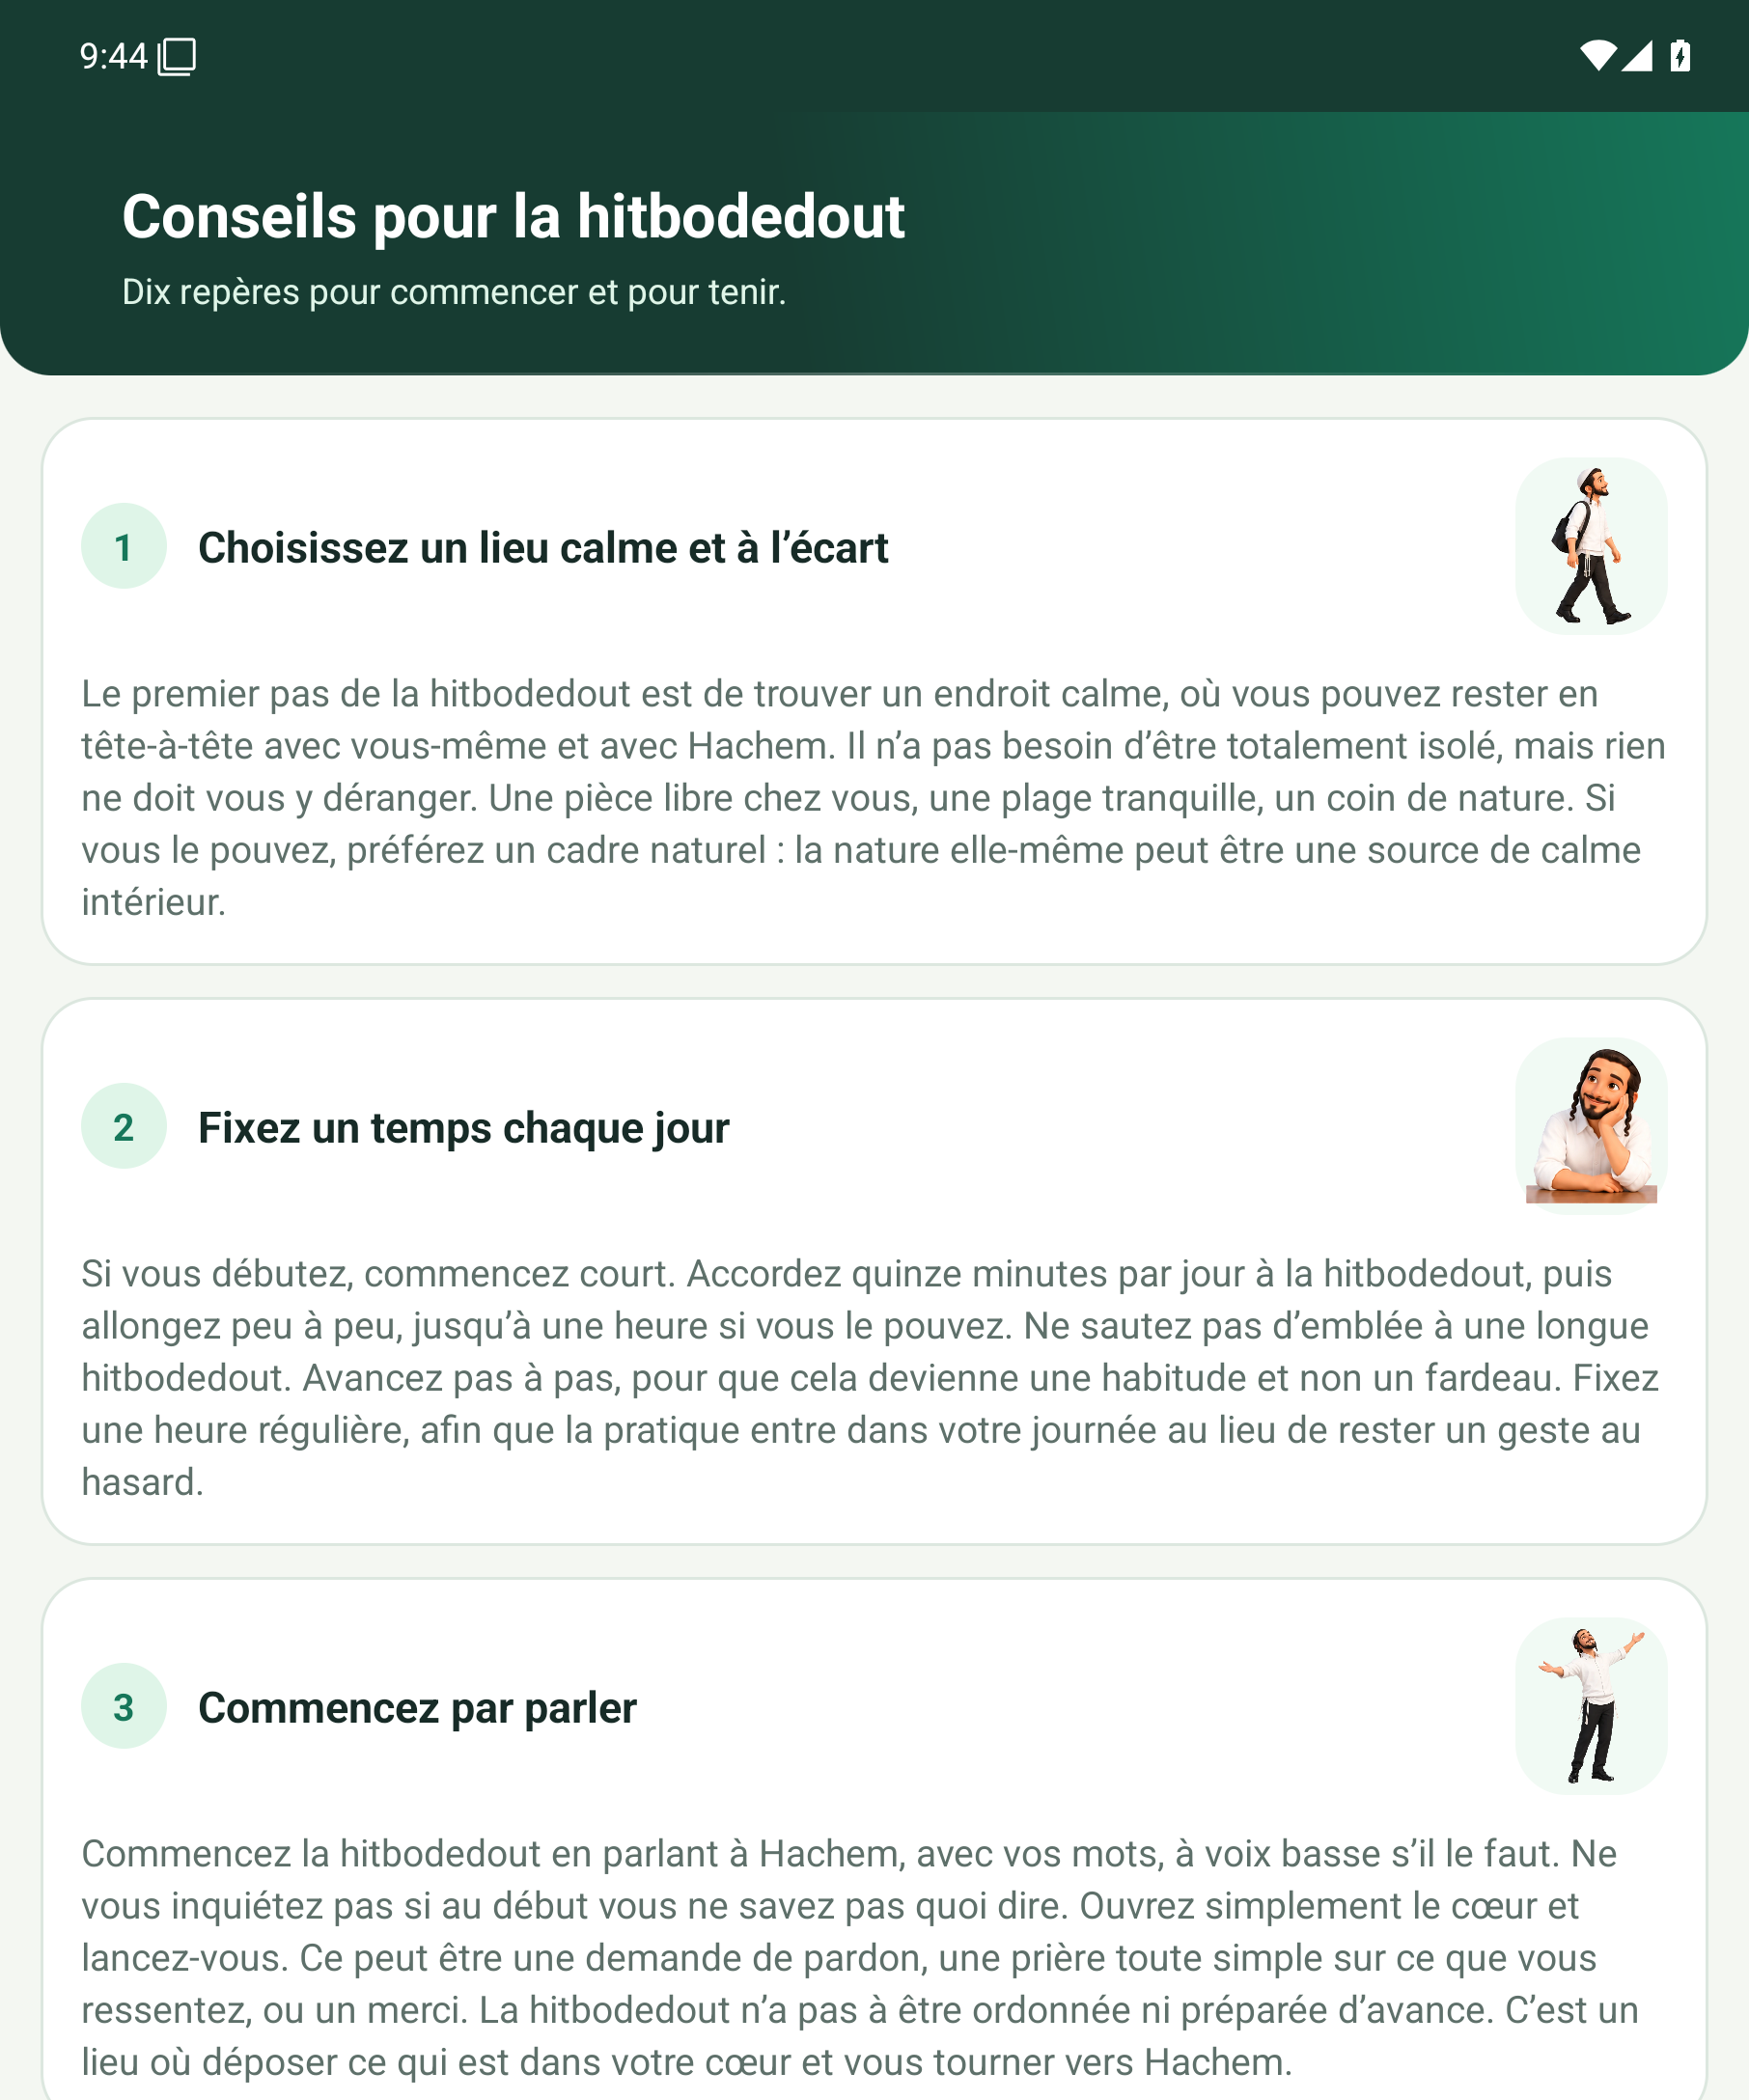 9:44
Conseils pour la hitbodedout
Dix repères pour commencer et pour tenir.
1
Choisissez un lieu calme et à l’écart
Le premier pas de la hitbodedout est de trouver un endroit calme, où vous pouvez rester en
tête-à-tête avec vous-même et avec Hachem. Il n’a pas besoin d’être totalement isolé, mais rien
ne doit vous y déranger. Une pièce libre chez vous, une plage tranquille, un coin de nature. Si
vous le pouvez, préférez un cadre naturel : la nature elle-même peut être une source de calme
intérieur.
2
Fixez un temps chaque jour
Si vous débutez, commencez court. Accordez quinze minutes par jour à la hitbodedout, puis
allongez peu à peu, jusqu’à une heure si vous le pouvez. Ne sautez pas d’emblée à une longue
hitbodedout. Avancez pas à pas, pour que cela devienne une habitude et non un fardeau. Fixez
une heure régulière, afin que la pratique entre dans votre journée au lieu de rester un geste au
hasard.
3
Commencez par parler
Commencez la hitbodedout en parlant à Hachem, avec vos mots, à voix basse s’il le faut. Ne
vous inquiétez pas si au début vous ne savez pas quoi dire. Ouvrez simplement le cœur et
lancez-vous. Ce peut être une demande de pardon, une prière toute simple sur ce que vous
ressentez, ou un merci. La hitbodedout n’a pas à être ordonnée ni préparée d’avance. C’est un
lieu où déposer ce qui est dans votre cœur et vous tourner vers Hachem.